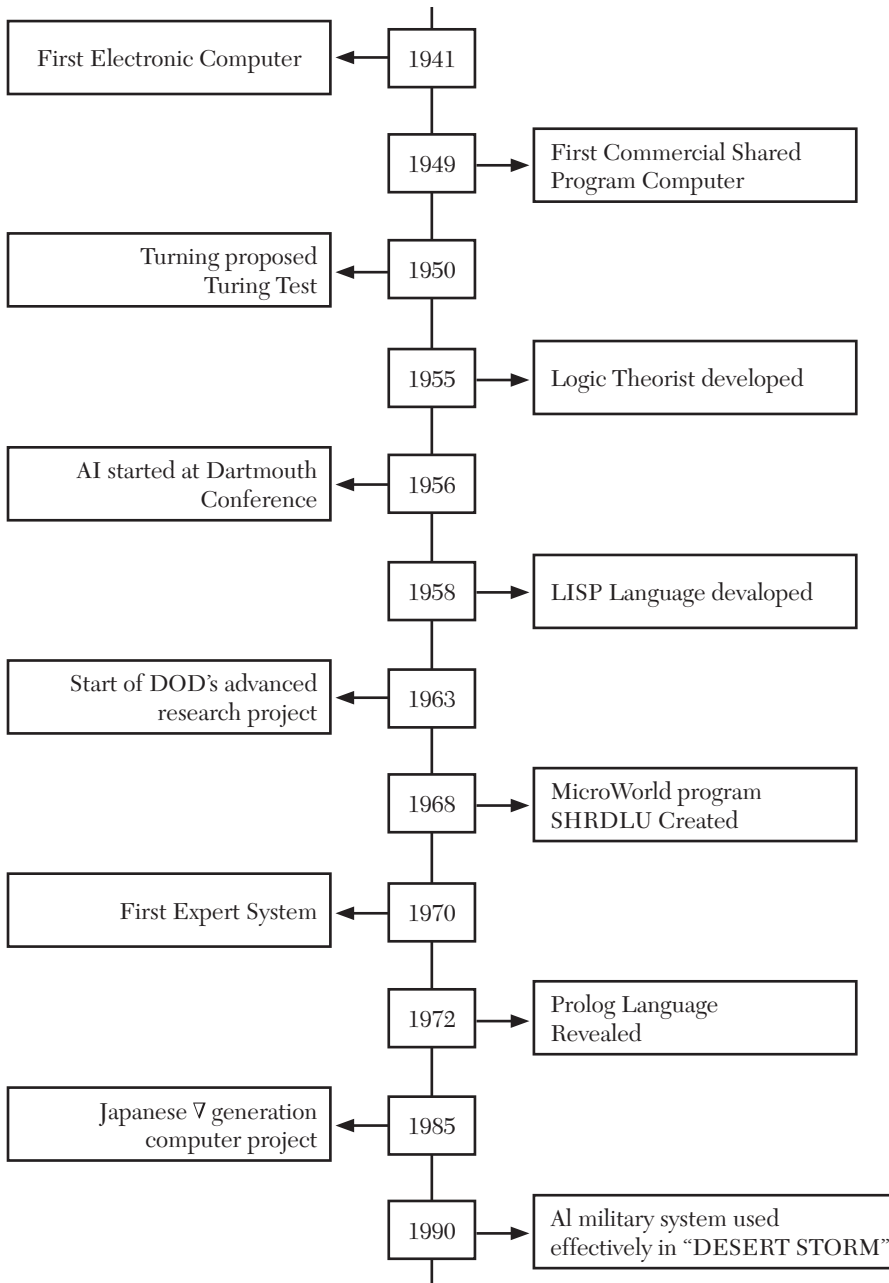 First Electronic Computer
1941
1949
First Commercial Shared
Program Computer
Turning proposed
Turing Test
1950
1955
Logic Theorist developed
AI started at Dartmouth
Conference
1956
1958
LISP Language devaloped
Start of DOD’s advanced
research project
1963
1968
MicroWorld program
SHRDLU Created
First Expert System
1970
1972
Prolog Language
Revealed
Japanese ∇ generation
computer project
1985
1990
Al military system used
effectively in “DESERT STORM”